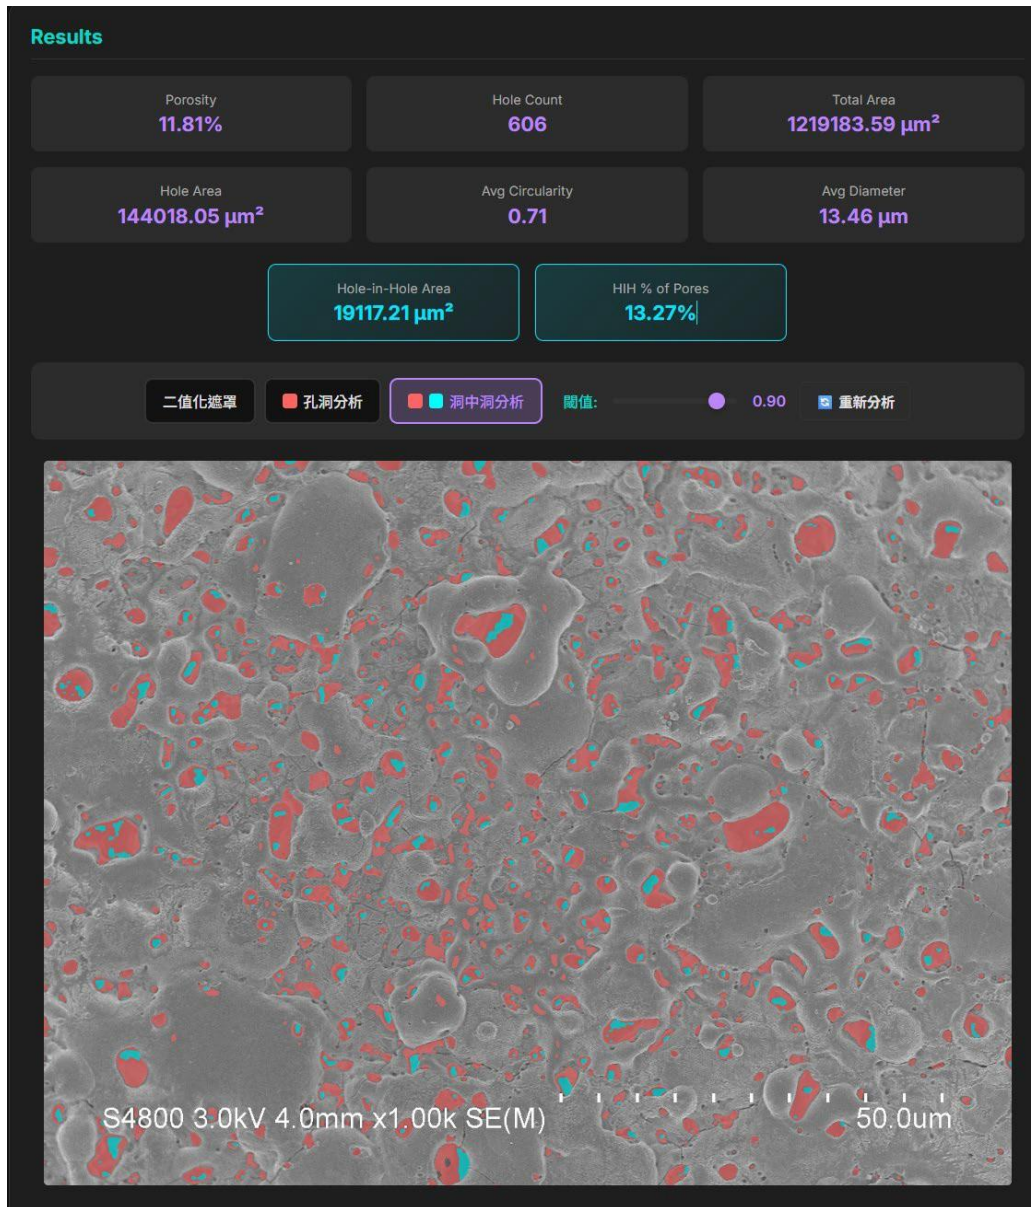 Results
Porosity
11.81%
Hole Count
606
Total Area
1219183.59 μm²
Hole Area
144018.05 μm²
Avg Circularity
0.71
Avg Diameter
13.46 μm
Hole-in-Hole Area
19117.21 μm²
HIH % of Pores
13.27%
二值化遮罩
孔洞分析
洞中洞分析
閾值:
0.90
重新分析
S4800 3.0kV 4.0mm x1.00k SE(M)
50.0um